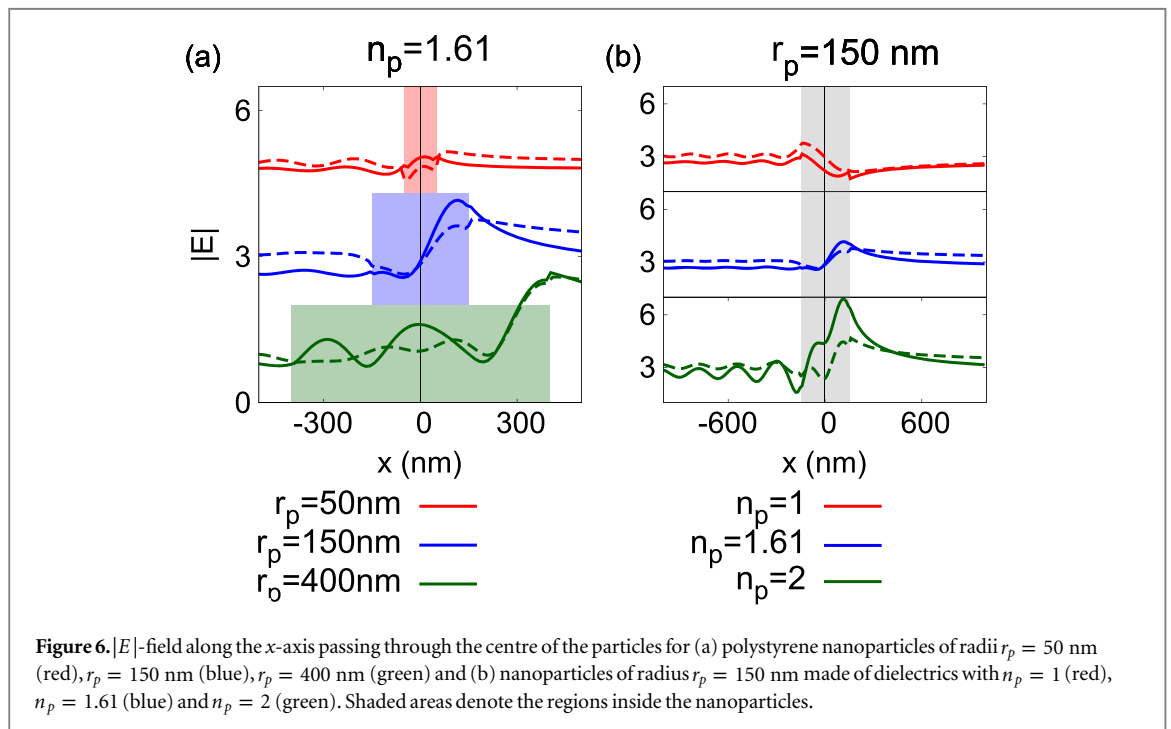 (a) n_p=1.61
(b) r_p=150 nm
6
3
0
|E|
-300 0 300
x (nm)
r_p=50nm
r_p=150nm
r_p=400nm
6
3
6
3
6
3
-600 0 600
x (nm)
n_p=1
n_p=1.61
n_p=2
Figure 6. |E|-field along the x-axis passing through the centre of the particles for (a) polystyrene nanoparticles of radii r_p = 50 nm
(red), r_p = 150 nm (blue), r_p = 400 nm (green) and (b) nanoparticles of radius r_p = 150 nm made of dielectrics with n_p = 1 (red),
n_p = 1.61 (blue) and n_p = 2 (green). Shaded areas denote the regions inside the nanoparticles.